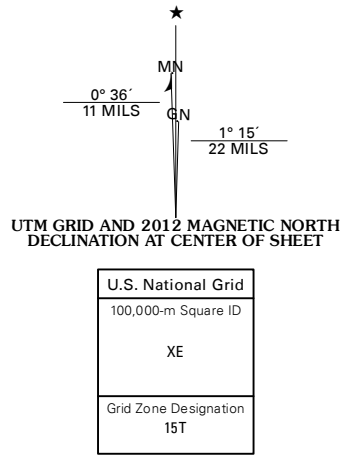 ★
MN
0° 36´
11 MILS
GN
1° 15´
22 MILS
UTM GRID AND 2012 MAGNETIC NORTH
DECLINATION AT CENTER OF SHEET
U.S. National Grid
100,000-m Square ID
XE
Grid Zone Designation
15T